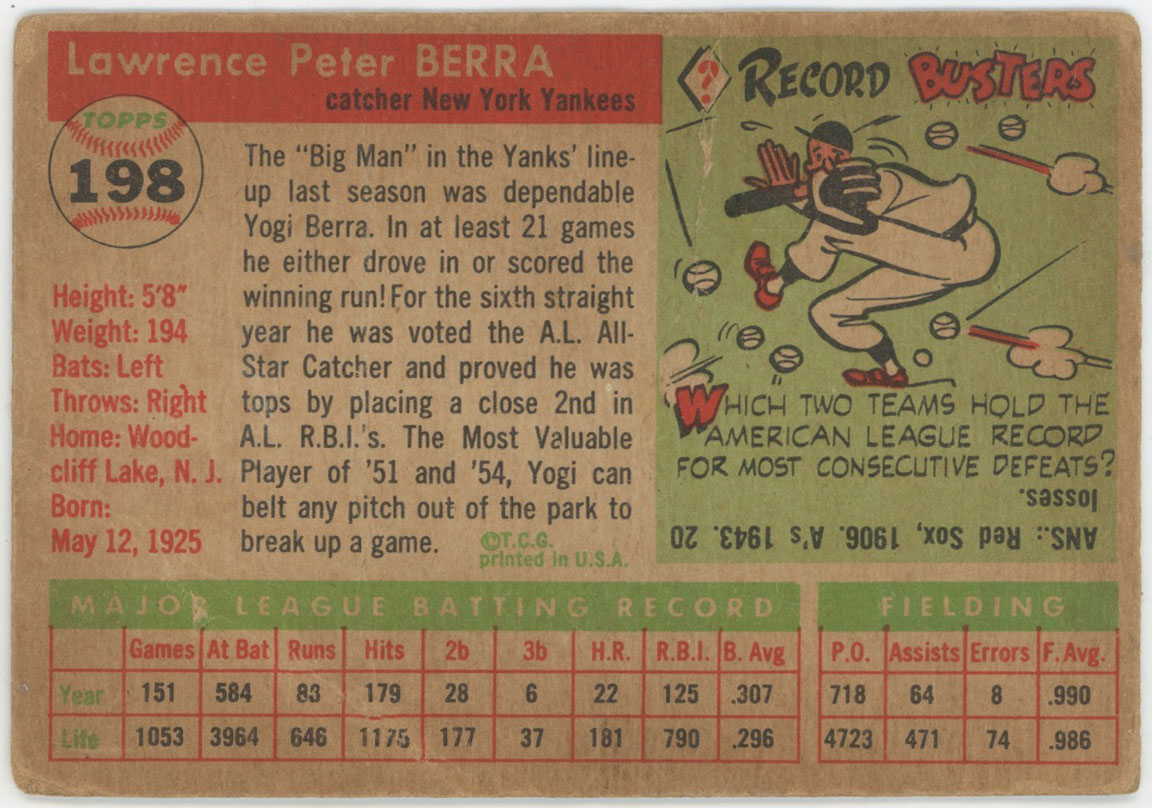 Lawrence Peter BERRA
catcher New York Yankees
TOPPS
198
Height: 5'8"
Weight: 194
Bats: Left
Throws: Right
Home: Wood-
cliff Lake, N. J.
Born:
May 12, 1925
The "Big Man" in the Yanks' line-
up last season was dependable
Yogi Berra. In at least 21 games
he either drove in or scored the
winning run! For the sixth straight
year he was voted the A.L. All-
Star Catcher and proved he was
tops by placing a close 2nd in
A.L. R.B.I.'s. The Most Valuable
Player of '51 and '54, Yogi can
belt any pitch out of the park to
break up a game.
©T.C.G.
printed in U.S.A.
? RECORD BUSTERS
WHICH TWO TEAMS HOLD THE
AMERICAN LEAGUE RECORD
FOR MOST CONSECUTIVE DEFEATS?
ANS.: Red Sox, 1906. A's 1943. 20
losses.
MAJOR LEAGUE BATTING RECORD FIELDING
Games At Bat Runs Hits 2b 3b H.R. R.B.I. B. Avg P.O. Assists Errors F. Avg.
Year 151 584 83 179 28 6 22 125 .307 718 64 8 .990
Life 1053 3964 646 1175 177 37 181 790 .296 4723 471 74 .986